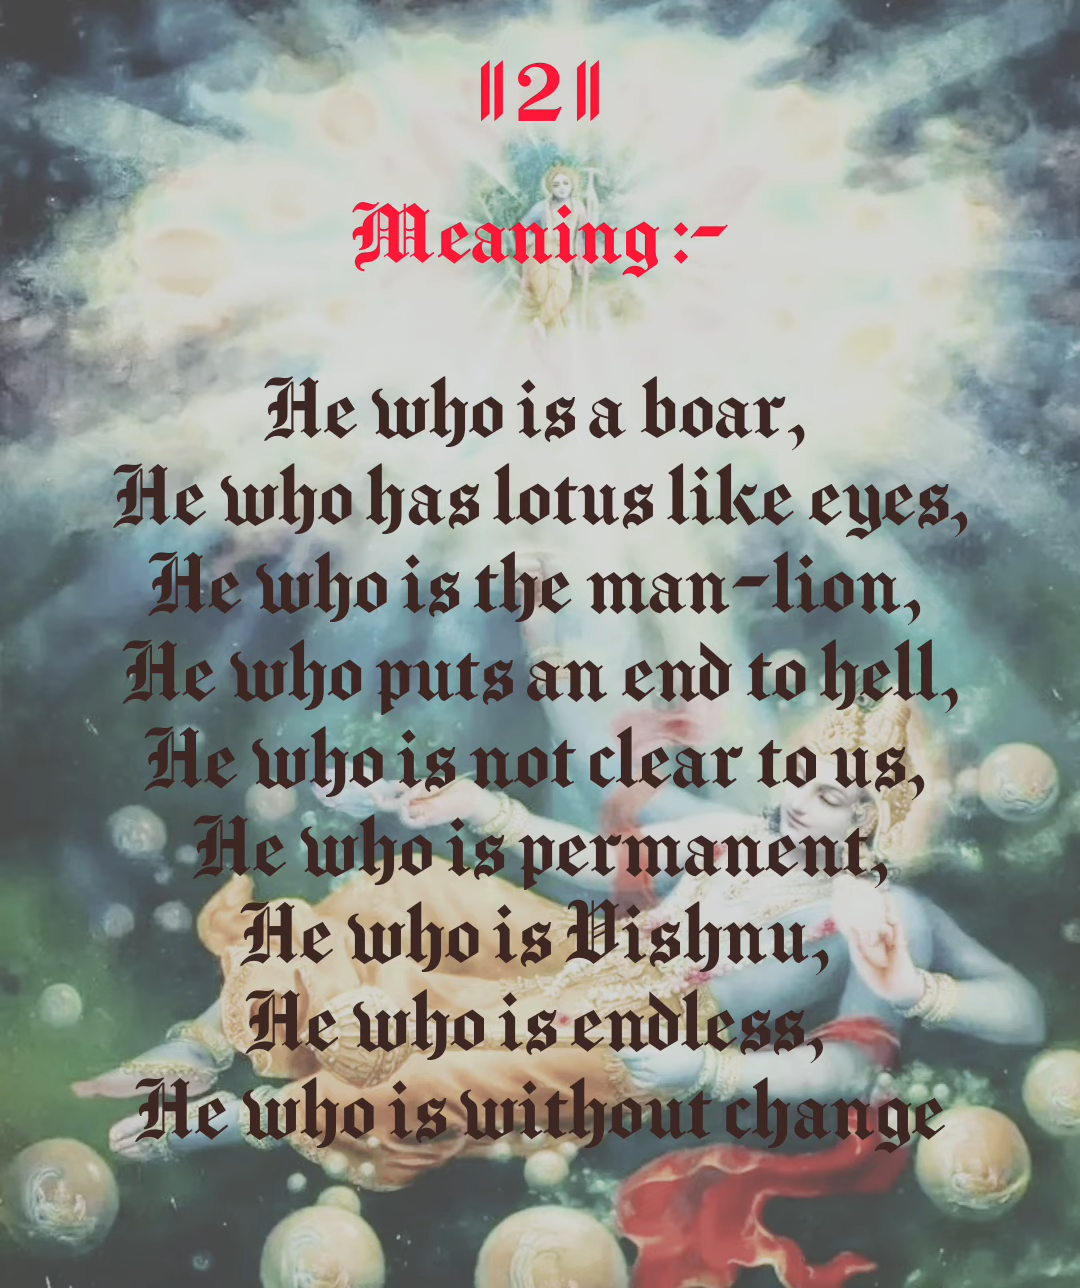 ॥2॥
Meaning:-
He who is a boar,
He who has lotus like eyes,
He who is the man-lion,
He who puts an end to hell,
He who is not clear to us,
He who is permanent,
He who is Vishnu,
He who is endless,
He who is without change